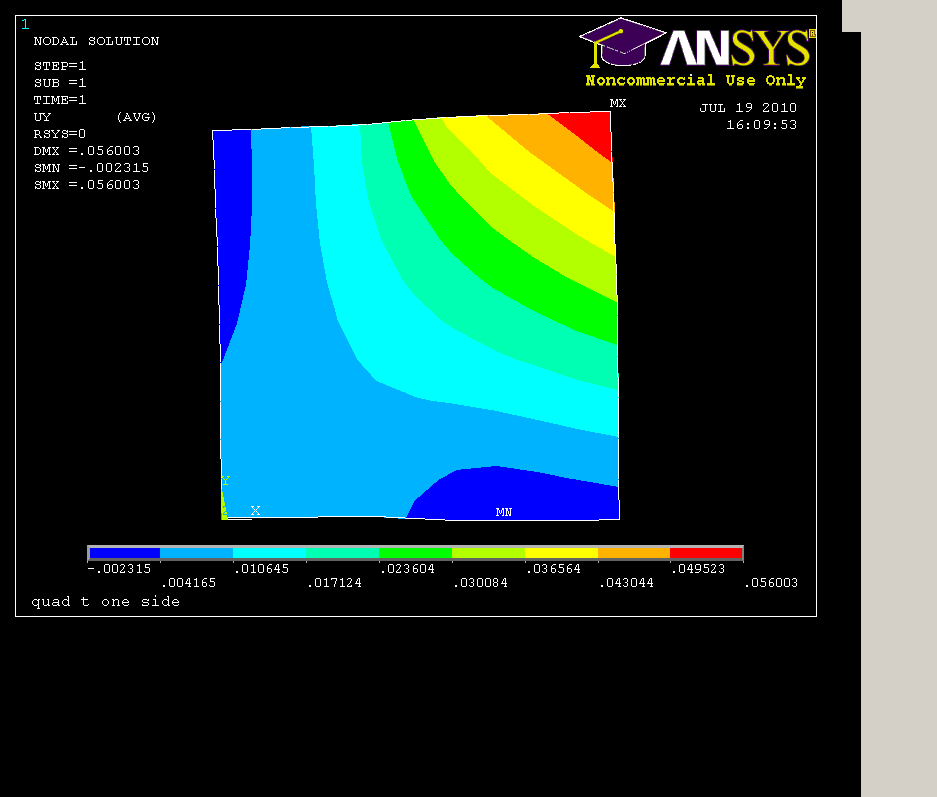 1
NODAL SOLUTION
STEP=1
SUB =1
TIME=1
UY (AVG)
RSYS=0
DMX =.056003
SMN =-.002315
SMX =.056003
ANSYS®
Noncommercial Use Only
JUL 19 2010
16:09:53
MX
Y
X
MN
-.002315 .010645 .023604 .036564 .049523
.004165 .017124 .030084 .043044 .056003
quad t one side